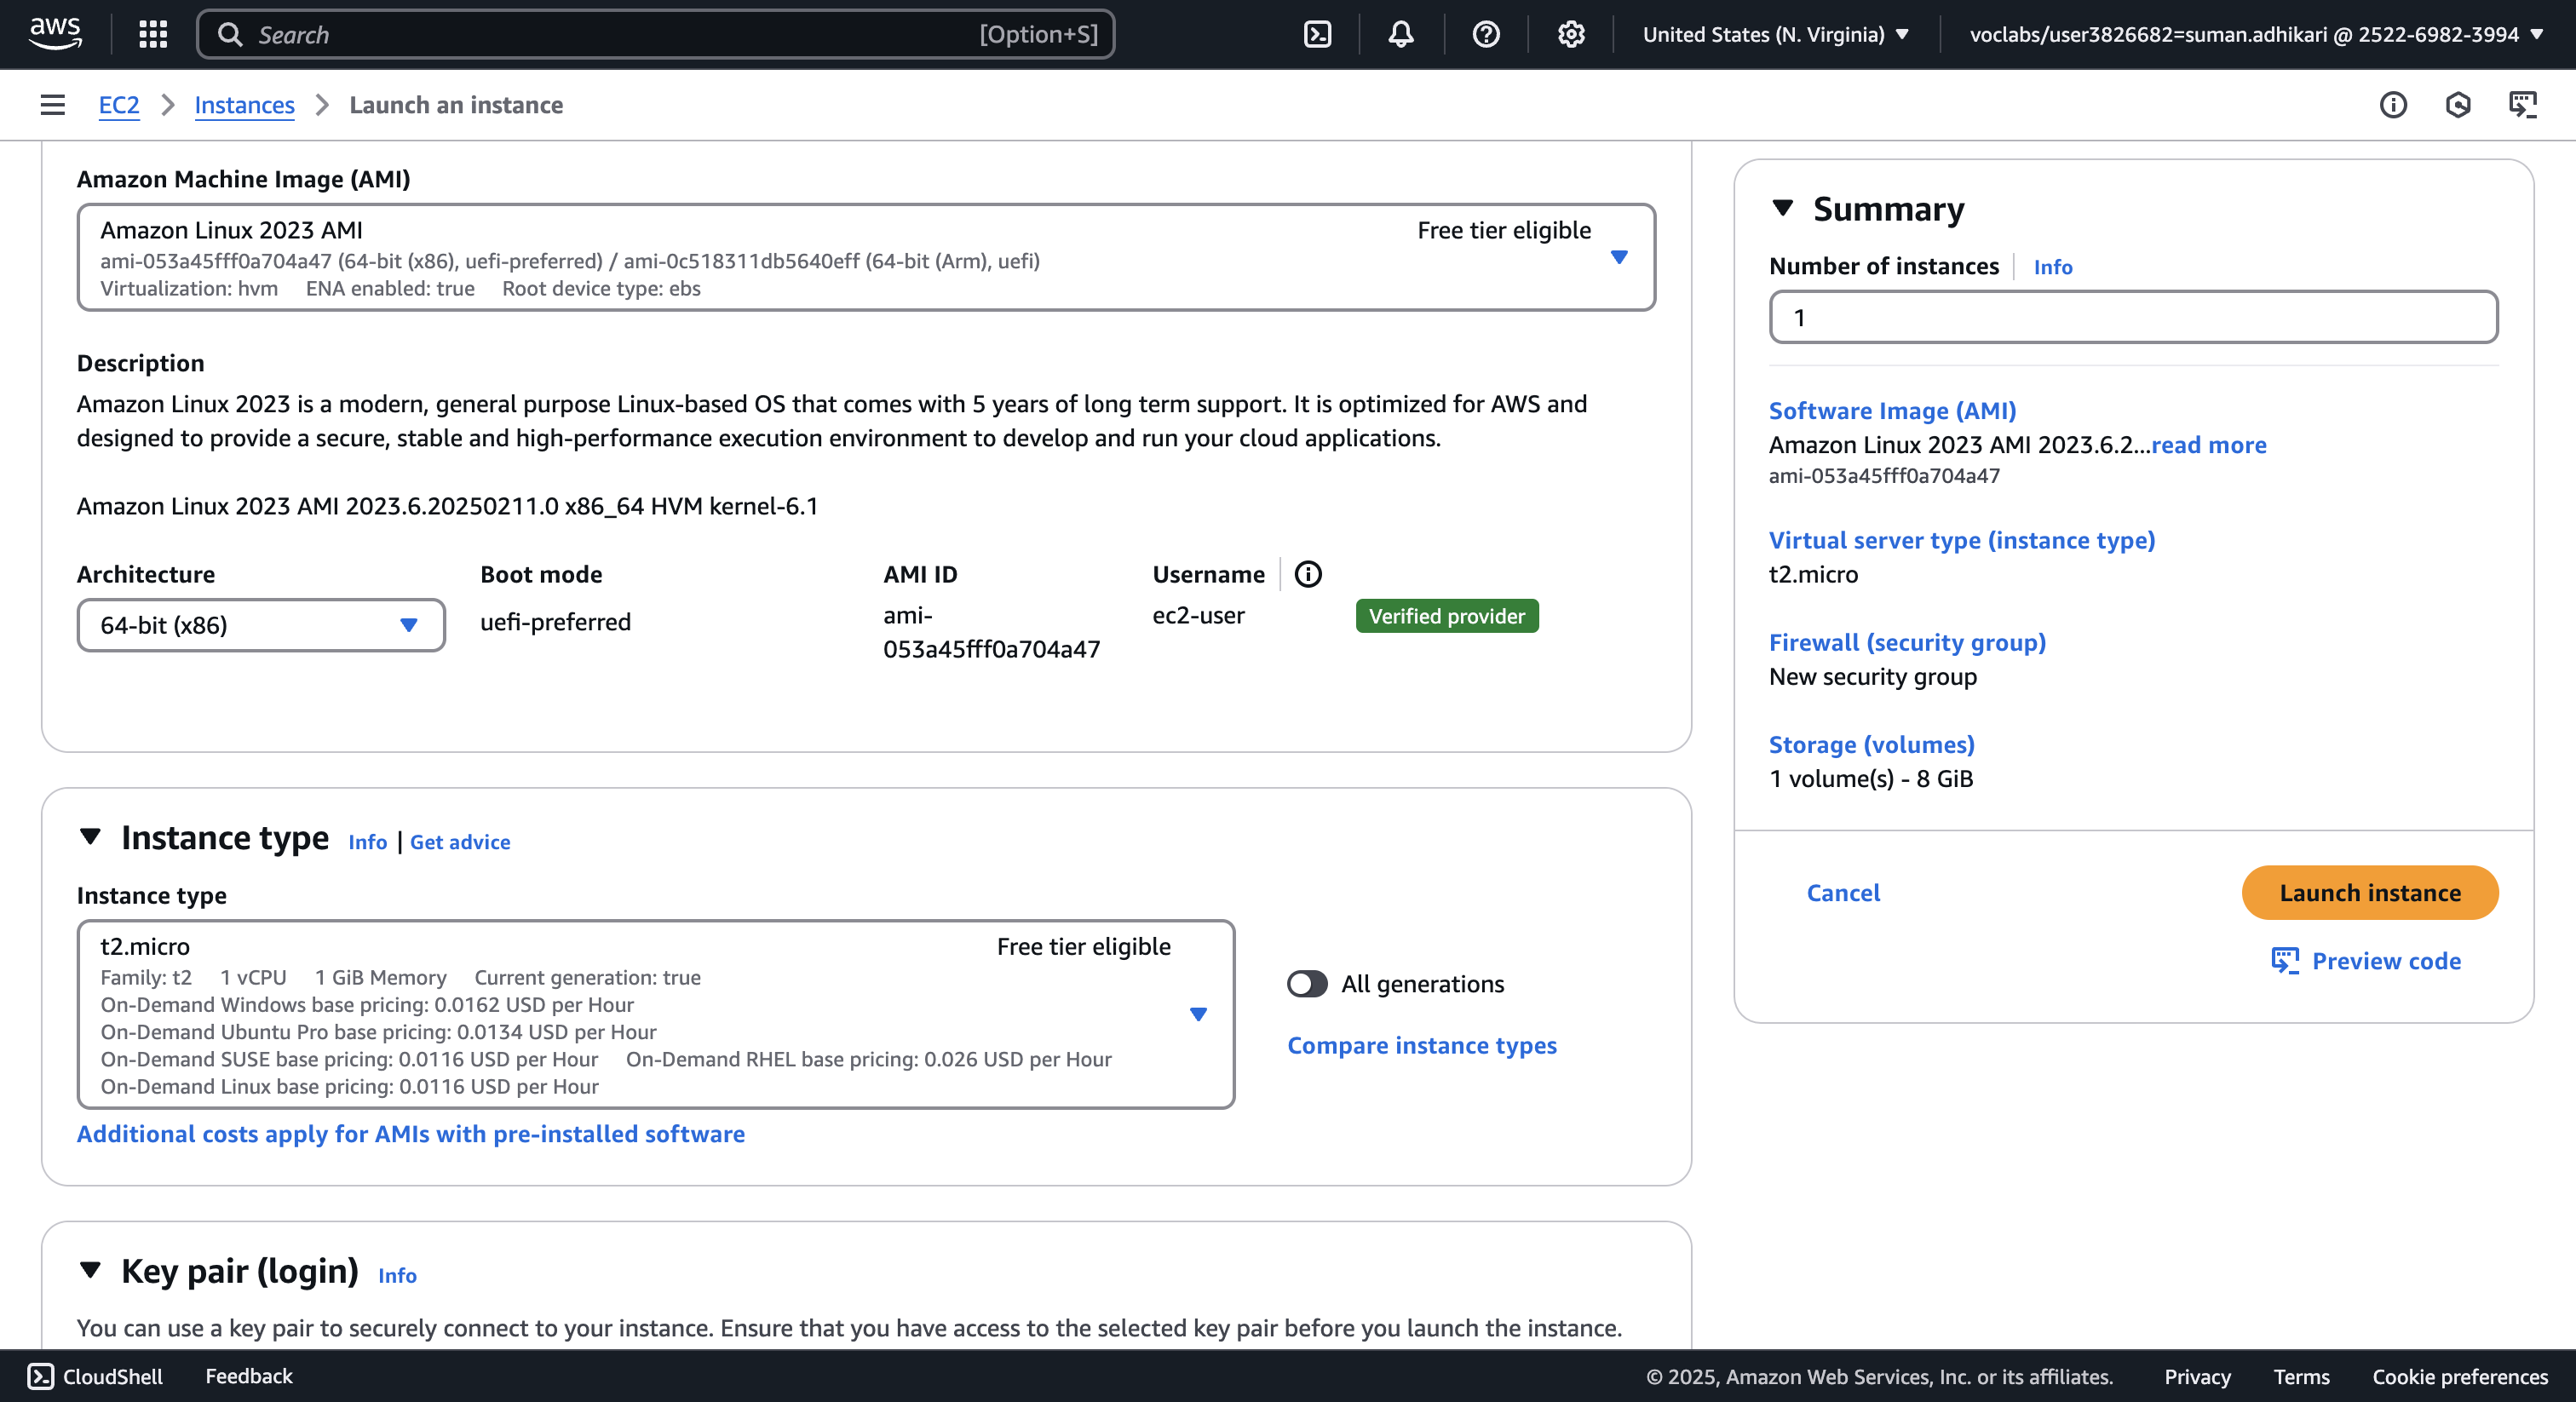 aws
Search [Option+S]
United States (N. Virginia)
voclabs/user3826682=suman.adhikari @ 2522-6982-3994
EC2 Instances Launch an instance
Amazon Machine Image (AMI)
Amazon Linux 2023 AMI Free tier eligible
ami-053a45fff0a704a47 (64-bit (x86), uefi-preferred) / ami-0c518311db5640eff (64-bit (Arm), uefi)
Virtualization: hvm ENA enabled: true Root device type: ebs
Description
Amazon Linux 2023 is a modern, general purpose Linux-based OS that comes with 5 years of long term support. It is optimized for AWS and
designed to provide a secure, stable and high-performance execution environment to develop and run your cloud applications.
Amazon Linux 2023 AMI 2023.6.20250211.0 x86_64 HVM kernel-6.1
Architecture Boot mode AMI ID Username
64-bit (x86) uefi-preferred ami- ec2-user Verified provider
053a45fff0a704a47
Instance type Info | Get advice
Instance type
t2.micro Free tier eligible
Family: t2 1 vCPU 1 GiB Memory Current generation: true
On-Demand Windows base pricing: 0.0162 USD per Hour
On-Demand Ubuntu Pro base pricing: 0.0134 USD per Hour
On-Demand SUSE base pricing: 0.0116 USD per Hour On-Demand RHEL base pricing: 0.026 USD per Hour
On-Demand Linux base pricing: 0.0116 USD per Hour
All generations
Compare instance types
Additional costs apply for AMIs with pre-installed software
Key pair (login) Info
You can use a key pair to securely connect to your instance. Ensure that you have access to the selected key pair before you launch the instance.
Summary
Number of instances Info
1
Software Image (AMI)
Amazon Linux 2023 AMI 2023.6.2...read more
ami-053a45fff0a704a47
Virtual server type (instance type)
t2.micro
Firewall (security group)
New security group
Storage (volumes)
1 volume(s) - 8 GiB
Cancel Launch instance
Preview code
CloudShell Feedback © 2025, Amazon Web Services, Inc. or its affiliates. Privacy Terms Cookie preferences